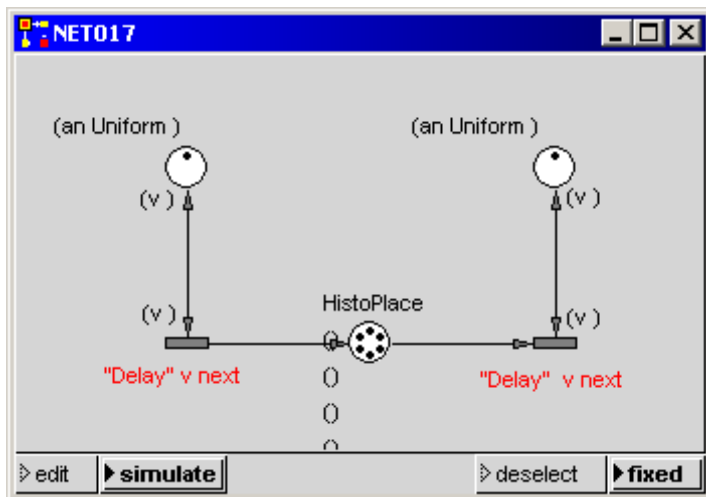 NET017
(an Uniform )
(an Uniform )
(v )
(v )
HistoPlace
(v )
(v )
()
"Delay" v next
()
"Delay"  v next
()
()
edit
simulate
deselect
fixed